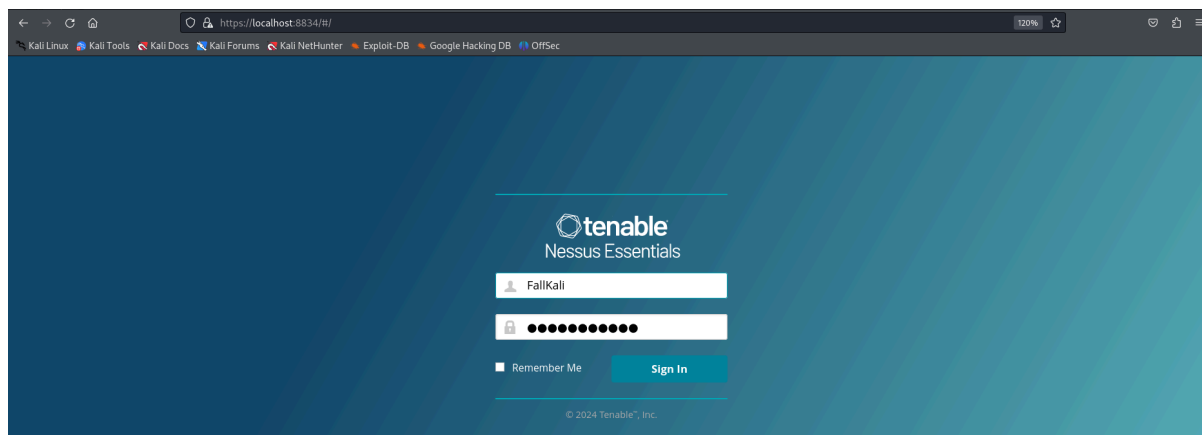 https://localhost:8834/#/
120%
Kali Linux Kali Tools Kali Docs Kali Forums Kali NetHunter Exploit-DB Google Hacking DB OffSec
tenable
Nessus Essentials
FallKali
●●●●●●●●●●●
Remember Me Sign In
© 2024 Tenable™, Inc.